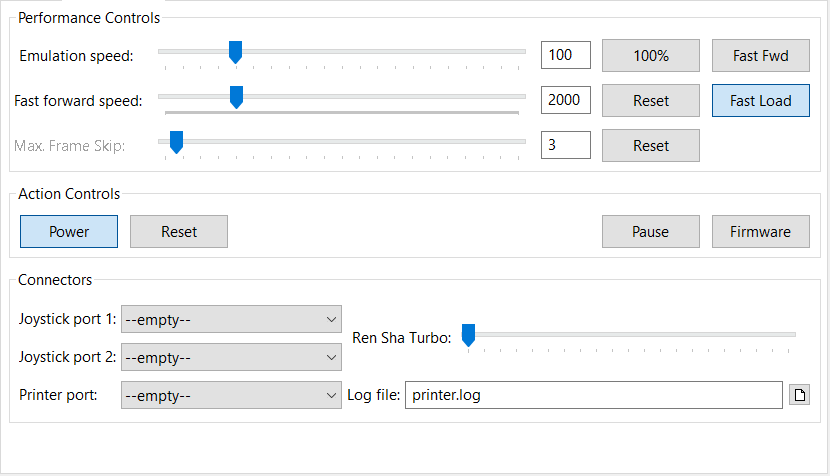 Performance Controls
Emulation speed: 100 100% Fast Fwd
Fast forward speed: 2000 Reset Fast Load
Max. Frame Skip: 3 Reset
Action Controls
Power Reset Pause Firmware
Connectors
Joystick port 1: --empty--
Ren Sha Turbo:
Joystick port 2: --empty--
Printer port: --empty-- Log file: printer.log